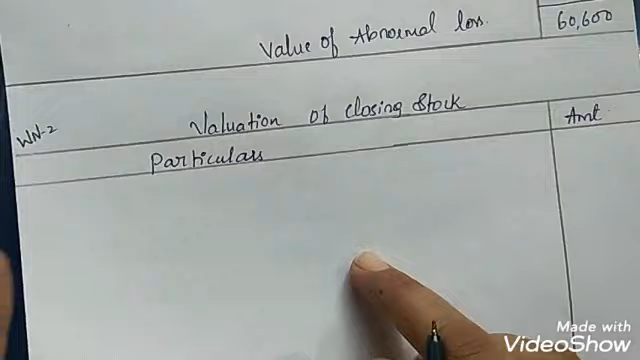 Value of Abnormal loss. 60,600
WN-2 Valuation of Closing Stock
Particulars Amt.
Made with
VideoShow